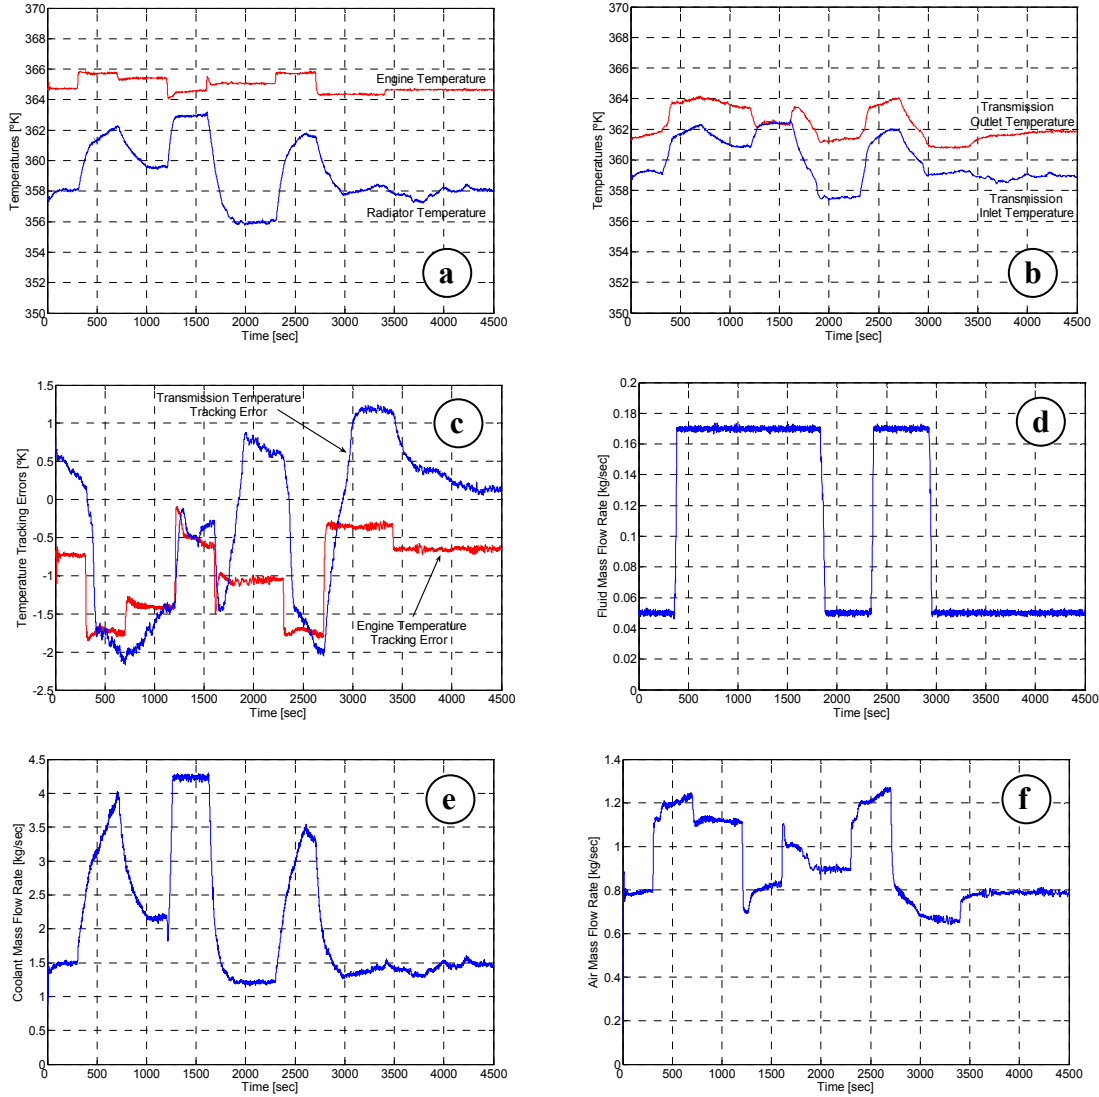 370
368
366
364
362
360
358
356
354
352
350
0 500 1000 1500 2000 2500 3000 3500 4000 4500
Time [sec]
Temperatures [ºK]
Engine Temperature
Radiator Temperature
a
370
368
366
364
362
360
358
356
354
352
350
0 500 1000 1500 2000 2500 3000 3500 4000 4500
Time [sec]
Temperatures [ºK]
Transmission
Outlet Temperature
Transmission
Inlet Temperature
b
1.5
1
0.5
0
-0.5
-1
-1.5
-2
-2.5
0 500 1000 1500 2000 2500 3000 3500 4000 4500
Time [sec]
Temperature Tracking Errors [ºK]
Transmission Temperature
Tracking Error
Engine Temperature
Tracking Error
c
0.2
0.18
0.16
0.14
0.12
0.1
0.08
0.06
0.04
0.02
0
0 500 1000 1500 2000 2500 3000 3500 4000 4500
Time [sec]
Fluid Mass Flow Rate [kg/sec]
d
4.5
4
3.5
3
2.5
2
1.5
1
0.5
0
0 500 1000 1500 2000 2500 3000 3500 4000 4500
Time [sec]
Coolant Mass Flow Rate [kg/sec]
e
1.4
1.2
1
0.8
0.6
0.4
0.2
0
0 500 1000 1500 2000 2500 3000 3500 4000 4500
Time [sec]
Air Mass Flow Rate [kg/sec]
f